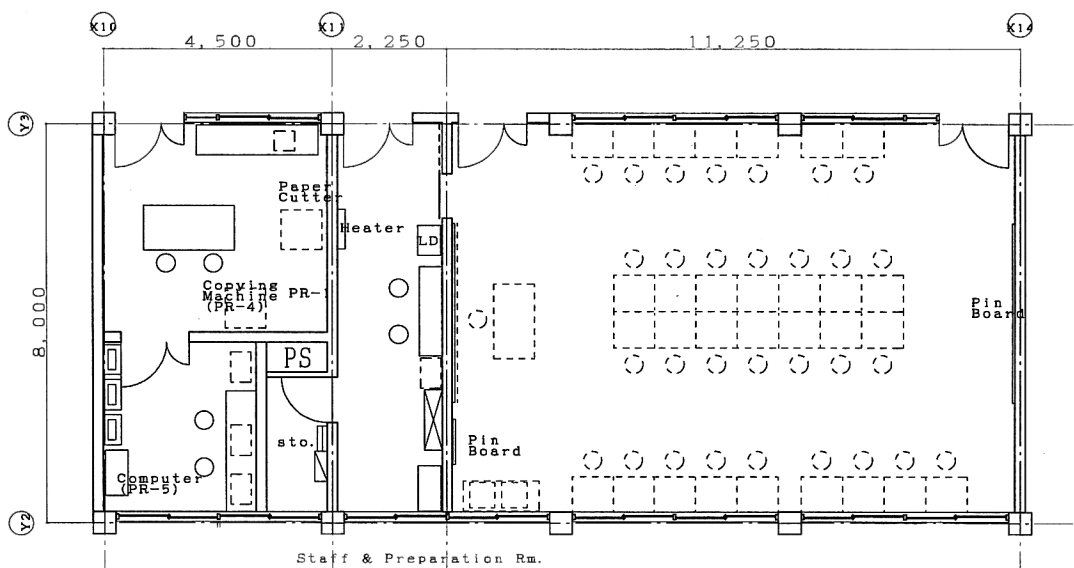 X10
X11
X14
4,500
2,250
11,250
Y3
Paper
Cutter
Heater
LD
Copying
Machine PR-1
(PR-4)
8,000
Pin
Board
PS
sto.
Pin
Board
Computer
(PR-5)
Y2
Staff & Preparation Rm.